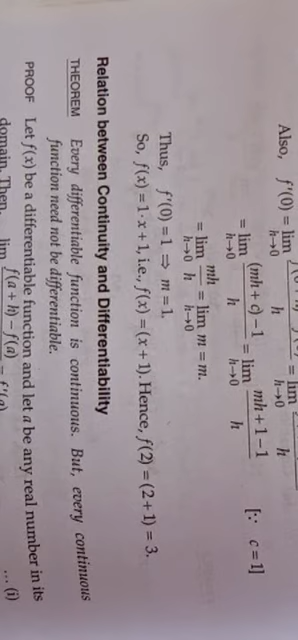 Also, f'(0) = lim h→0 = lim h→0 h
= lim h→0 (mh + c) − 1 / h = lim h→0 mh + 1 − 1 / h [∵ c = 1]
= lim h→0 mh / h = lim h→0 m = m.
Thus, f'(0) = 1 ⇒ m = 1.
So, f(x) = 1·x + 1, i.e., f(x) = (x + 1). Hence, f(2) = (2 + 1) = 3.
Relation between Continuity and Differentiability
THEOREM Every differentiable function is continuous. But, every continuous
function need not be differentiable.
PROOF Let f(x) be a differentiable function and let a be any real number in its
domain. Then, lim f(a + h) − f(a) = f'(a) ... (i)